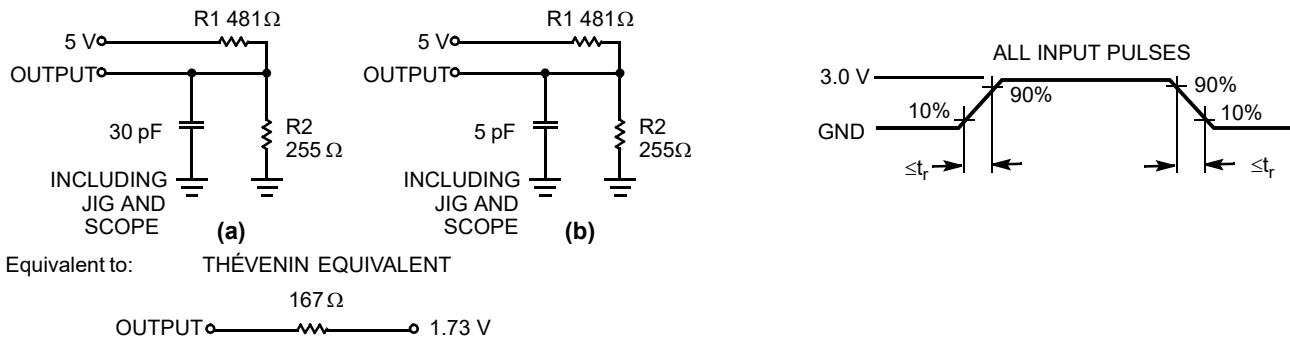 R1 481Ω
5 V
OUTPUT
30 pF
R2
255 Ω
INCLUDING
JIG AND
SCOPE
(a)
R1 481Ω
5 V
OUTPUT
5 pF
R2
255Ω
INCLUDING
JIG AND
SCOPE
(b)
ALL INPUT PULSES
3.0 V
90%
90%
10%
10%
GND
≤tr
≤tr
Equivalent to:
THÉVENIN EQUIVALENT
167 Ω
OUTPUT
1.73 V